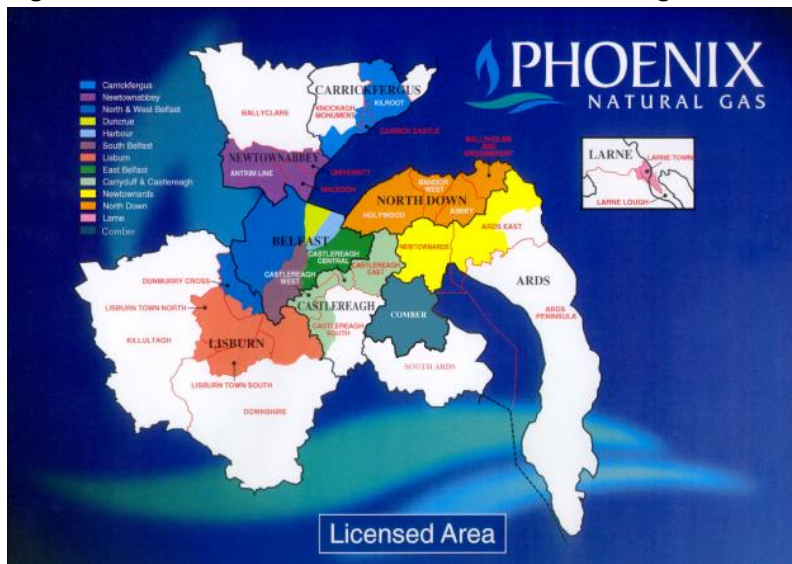 PHOENIX
NATURAL GAS
Carrickfergus
Newtownabbey
North & West Belfast
Duncrue
Harbour
South Belfast
Lisburn
East Belfast
Carryduff & Castlereagh
Newtownards
North Down
Larne
Comber
BALLYCLARE
CARRICKFERGUS
KNOCKAGH
MONUMENT
KILROOT
CARRICK CASTLE
NEWTOWNABBEY
ANTRIM LINE
UNIVERSITY
MACEDON
BALLYHOLME
AND
GROOMSPORT
LARNE
LARNE TOWN
LARNE LOUGH
BANGOR
WEST
NORTH DOWN
HOLYWOOD
ABBEY
ARDS EAST
BELFAST
CASTLEREAGH
CENTRAL
CASTLEREAGH
EAST
NEWTOWNARDS
DUNMURRY CROSS
CASTLEREAGH
WEST
ARDS
LISBURN TOWN NORTH
CASTLEREAGH
COMBER
ARDS
PENINSULA
KILLULTAGH
LISBURN
CASTLEREAGH
SOUTH
SOUTH ARDS
LISBURN TOWN SOUTH
DOWNSHIRE
Licensed Area